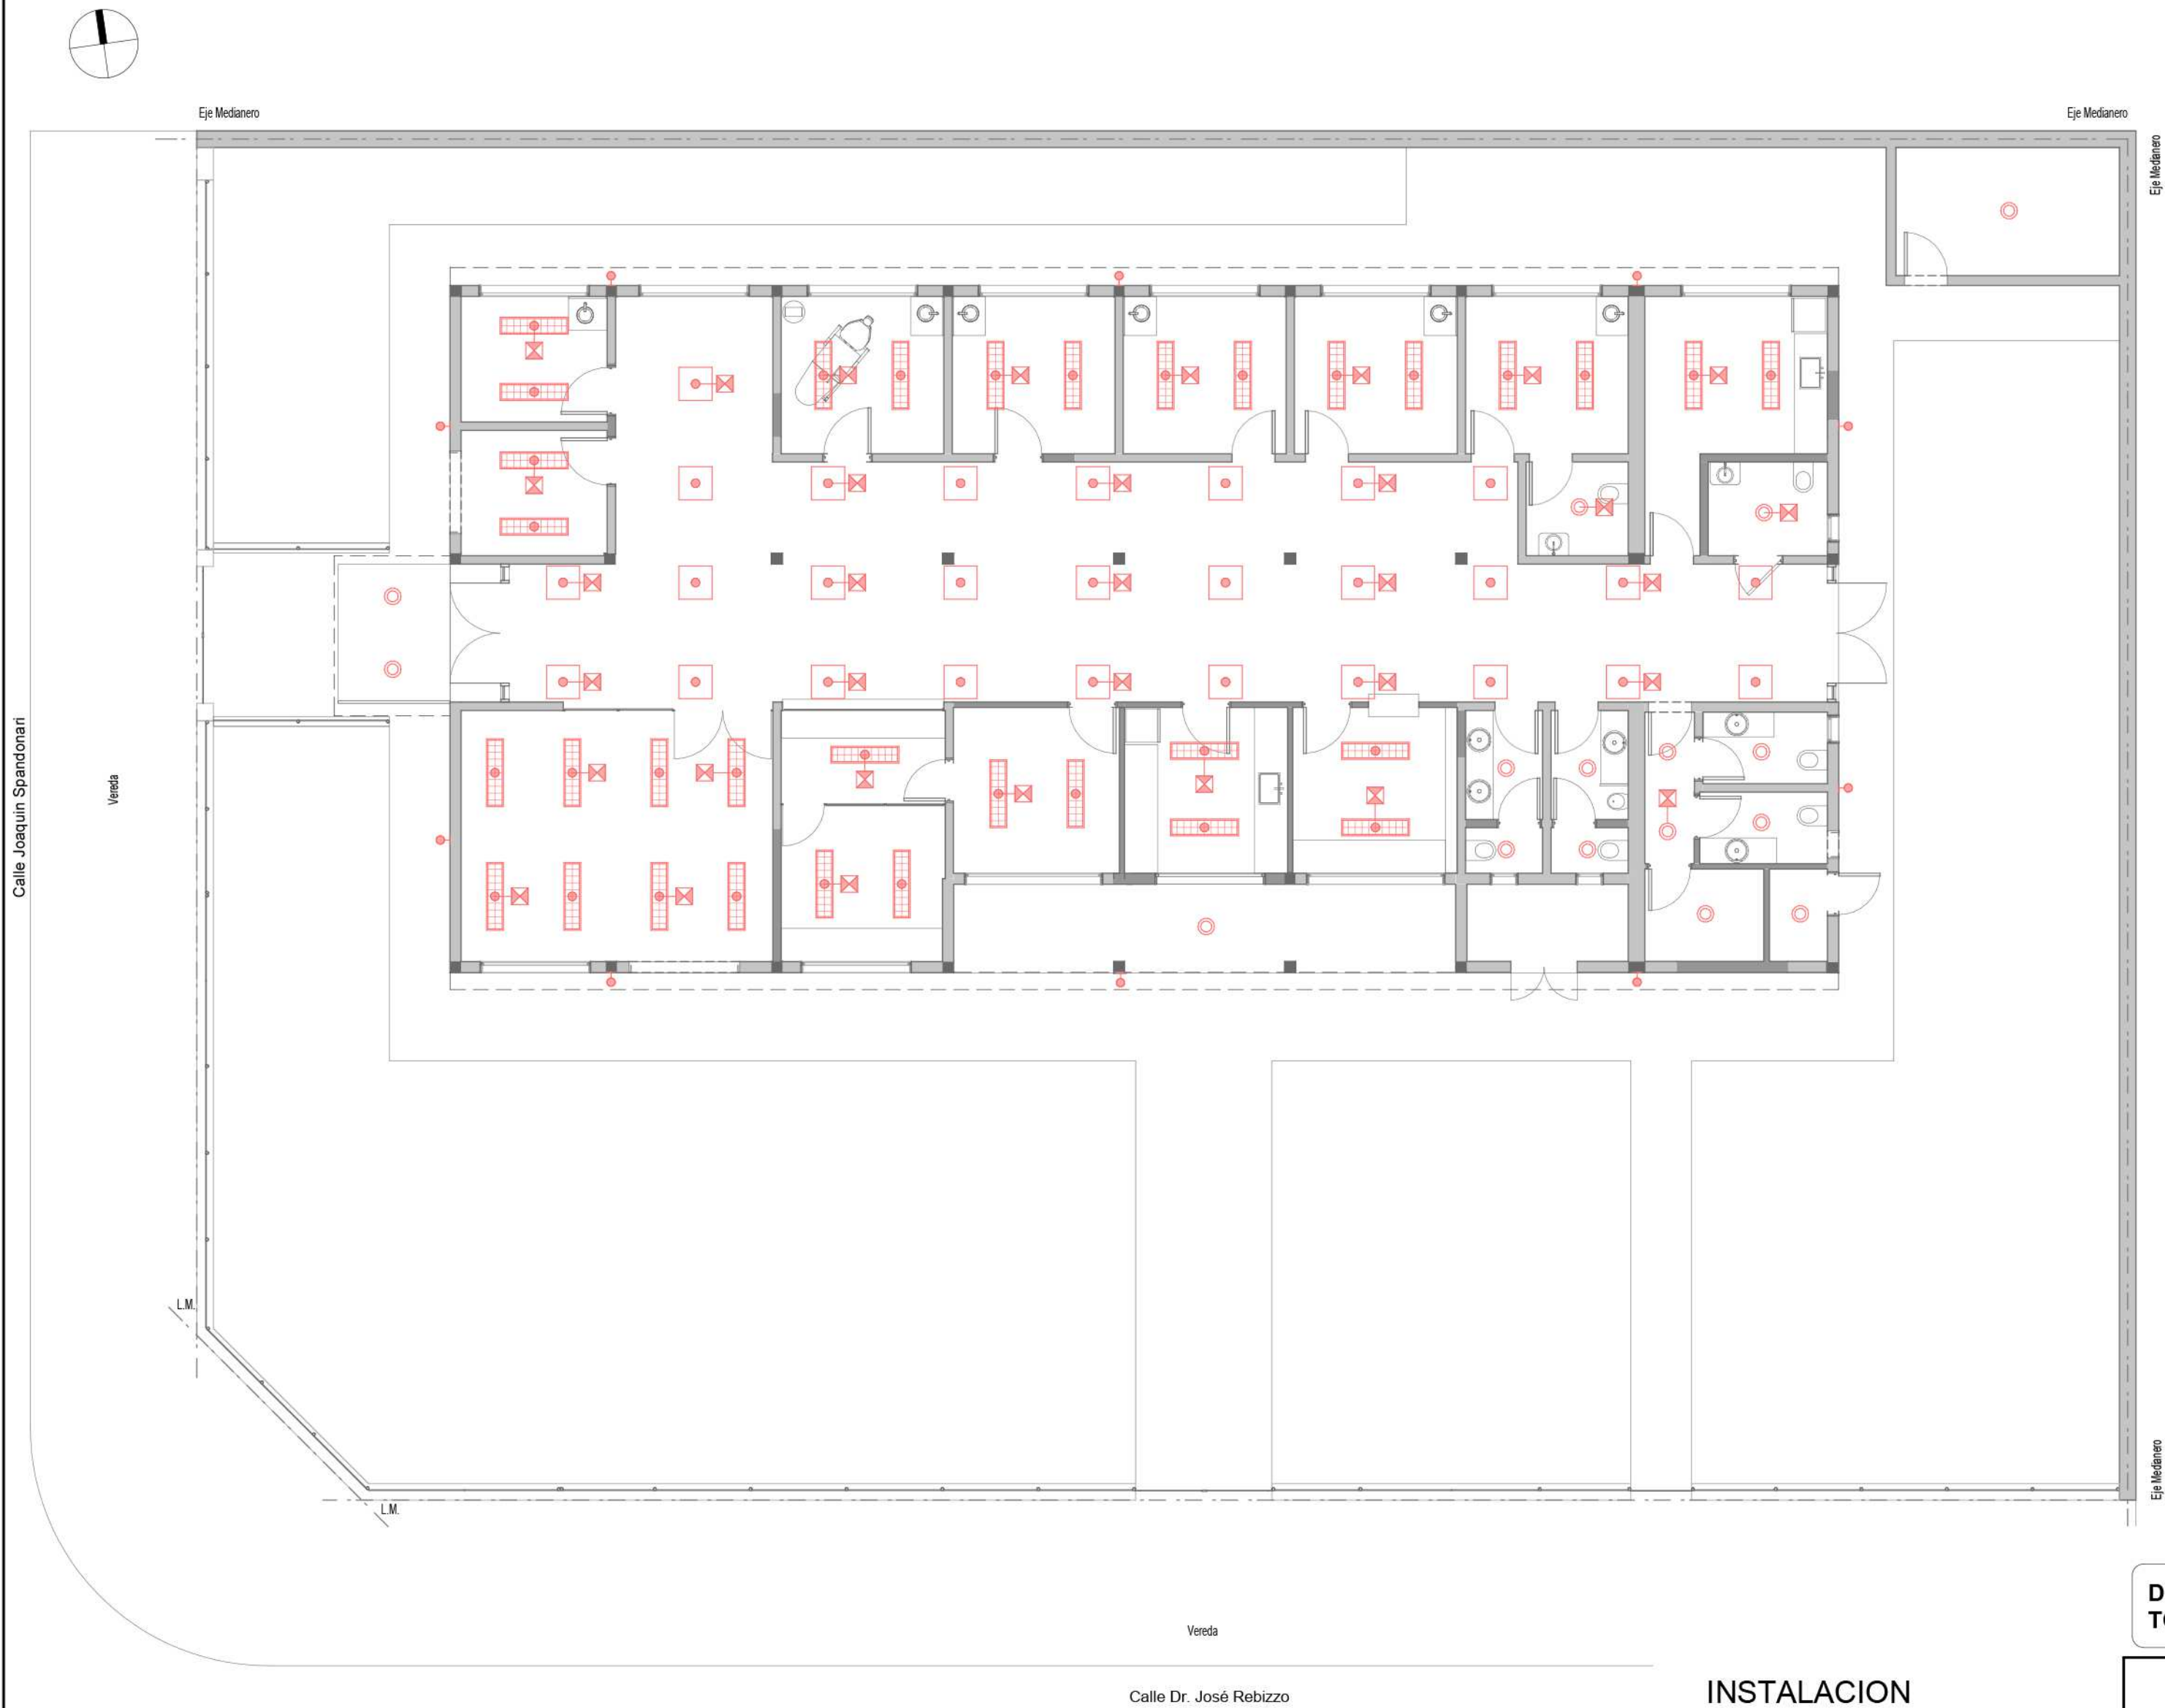 Eje Medianero
Eje Medianero
Eje Medianero
Calle Joaquin Spandonari
Vereda
L.M.
L.M.
Eje Medianero
Vereda
Calle Dr. José Rebizzo
INSTALACION